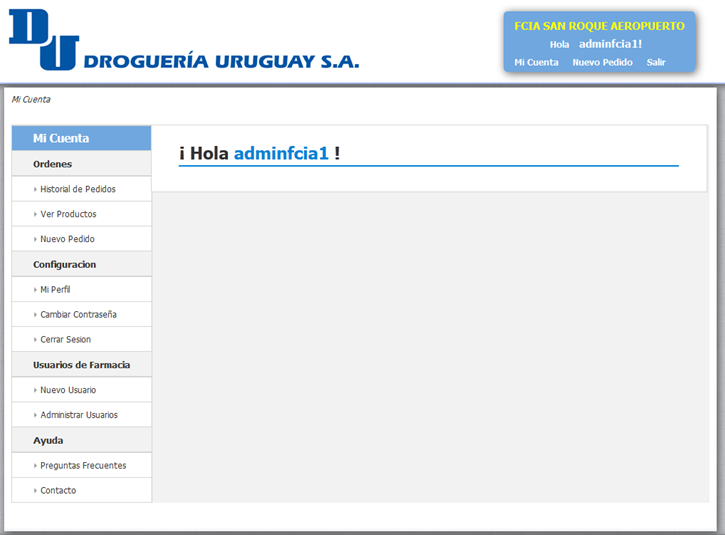 DU DROGUERÍA URUGUAY S.A.
FCIA SAN ROQUE AEROPUERTO
Hola adminfcia1!
Mi Cuenta Nuevo Pedido Salir
Mi Cuenta
Mi Cuenta
¡ Hola adminfcia1 !
Ordenes
Historial de Pedidos
Ver Productos
Nuevo Pedido
Configuracion
Mi Perfil
Cambiar Contraseña
Cerrar Sesion
Usuarios de Farmacia
Nuevo Usuario
Administrar Usuarios
Ayuda
Preguntas Frecuentes
Contacto